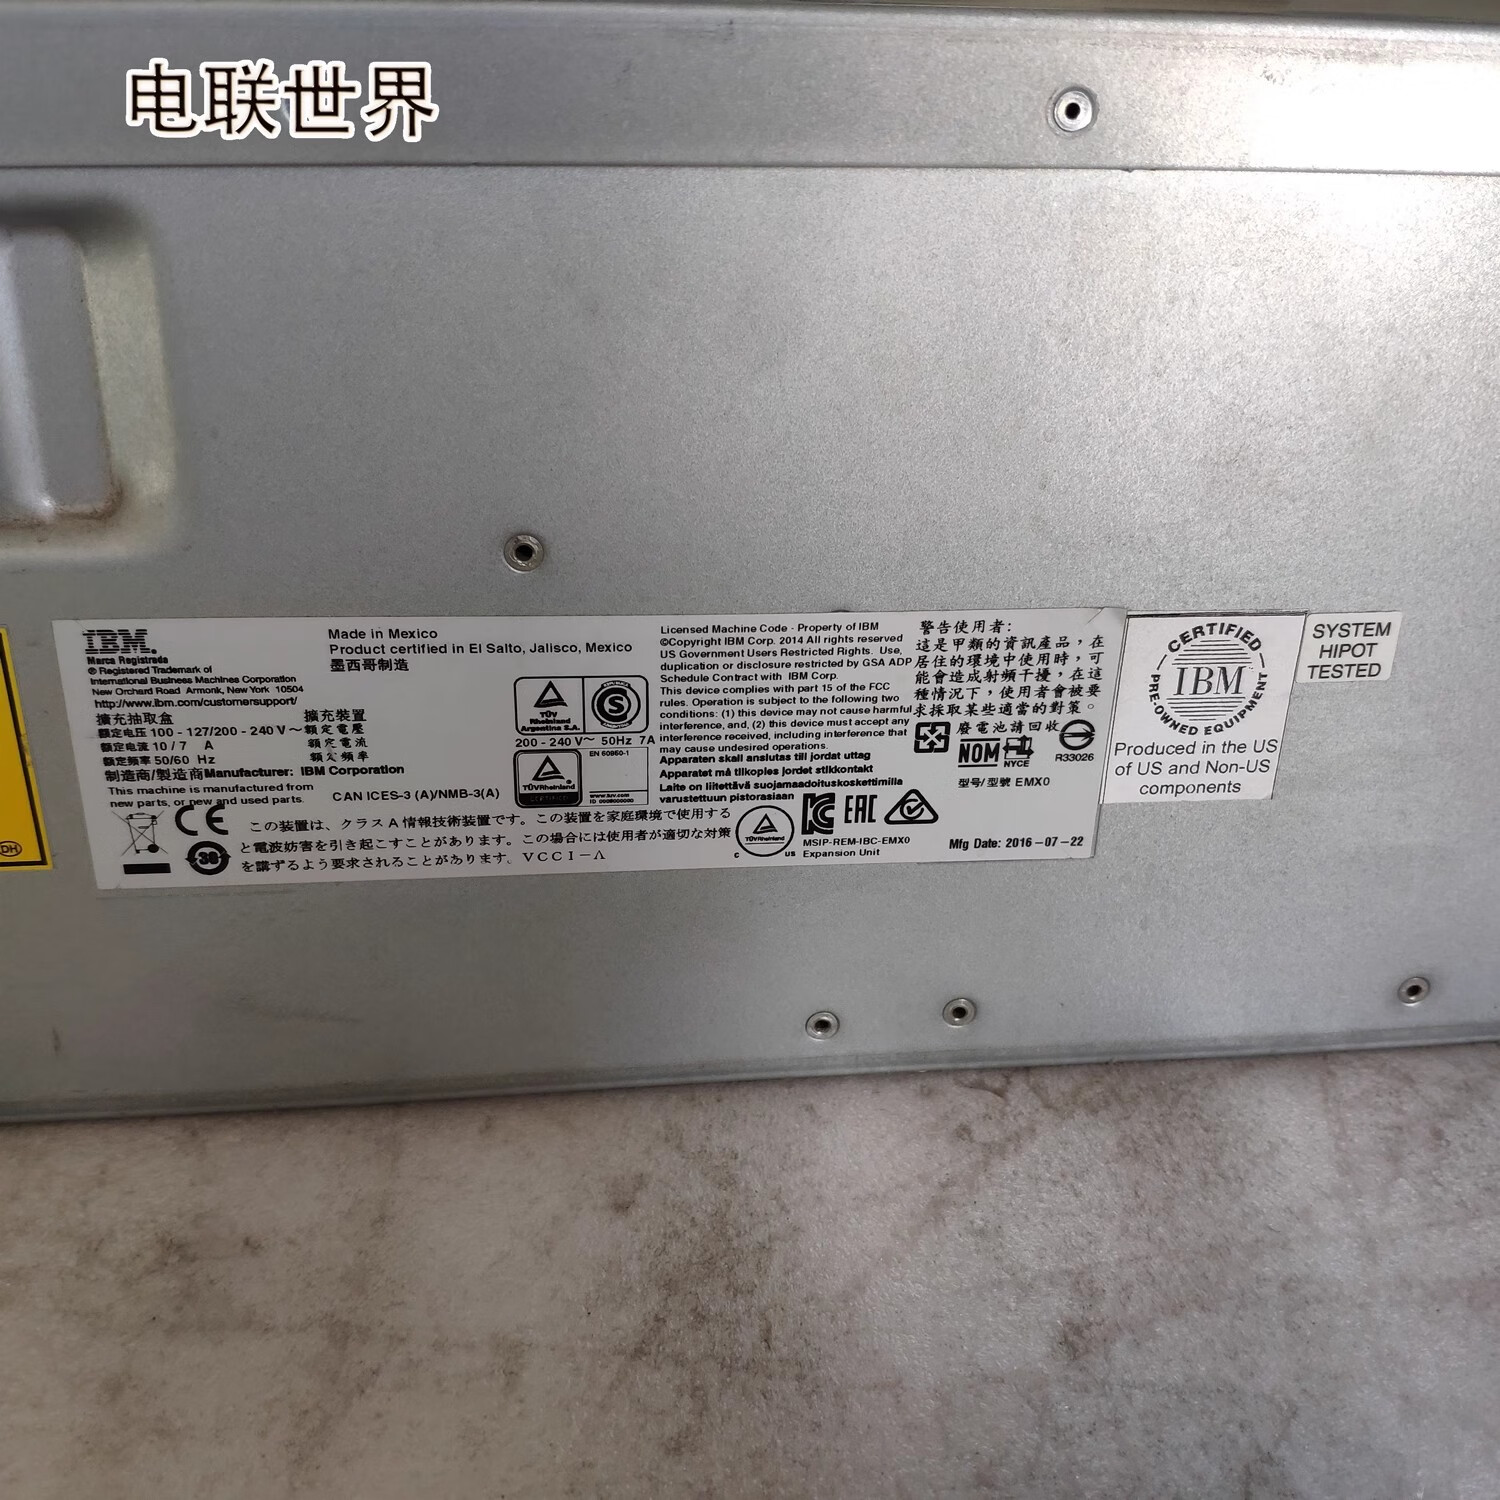 电联世界
IBM.
Marca Registrada
® Registered Trademark of
International Business Machines Corporation
New Orchard Road Armonk, New York 10504
http://www.ibm.com/customersupport/
擴充抽取盒 擴充裝置
额定电压 100 - 127/200 - 240 V～ 額定電壓
额定电流 10 / 7 A 額定電流
额定频率 50/60 Hz 額定頻率
制造商/製造商Manufacturer: IBM Corporation
This machine is manufactured from
new parts, or new and used parts.
CAN ICES-3 (A)/NMB-3(A)
Made in Mexico
Product certified in El Salto, Jalisco, Mexico
墨西哥制造
TÜV
Rheinland
Argentina S.A.
S
200 - 240 V～ 50Hz 7A
TÜVRheinland
EN 60950-1
www.tuv.com
CE
30
この装置は、クラスA情報技術装置です。この装置を家庭環境で使用する
と電波妨害を引き起こすことがあります。この場合には使用者が適切な対策
を講ずるよう要求されることがあります。VCCI-A
Licensed Machine Code - Property of IBM
©Copyright IBM Corp. 2014 All rights reserved
US Government Users Restricted Rights. Use,
duplication or disclosure restricted by GSA ADP
Schedule Contract with IBM Corp.
This device complies with part 15 of the FCC
rules. Operation is subject to the following two
conditions: (1) this device may not cause harmful
interference, and, (2) this device must accept any
interference received, including interference that
may cause undesired operations.
Apparaten skall anslutas till jordat uttag
Apparatet må tilkoples jordet stikkontakt
Laite on liitettävä suojamaadoituskoskettimilla
varustettuun pistorasiaan
TÜVRheinland
C US
EAC
MSIP-REM-IBC-EMX0
Expansion Unit
警告使用者:
這是甲類的資訊產品，在
居住的環境中使用時，可
能會造成射頻干擾，在這
種情況下，使用者會被要
求採取某些適當的對策。
廢電池請回收
NOM
NYCE
R33026
型号/型號 EMX0
Mfg Date: 2016-07-22
CERTIFIED
IBM
PRE-OWNED EQUIPMENT
Produced in the US
of US and Non-US
components
SYSTEM
HIPOT
TESTED
DH